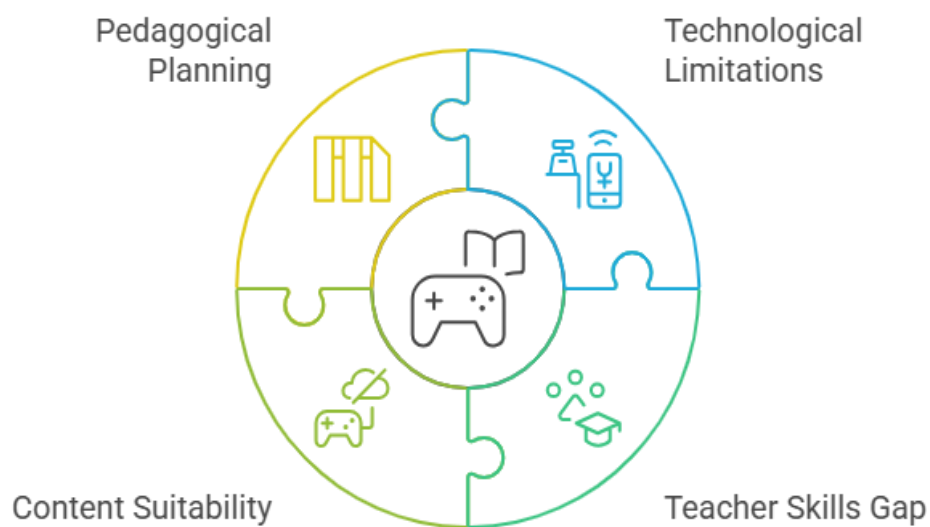 Pedagogical
Planning
Technological
Limitations
Content Suitability
Teacher Skills Gap